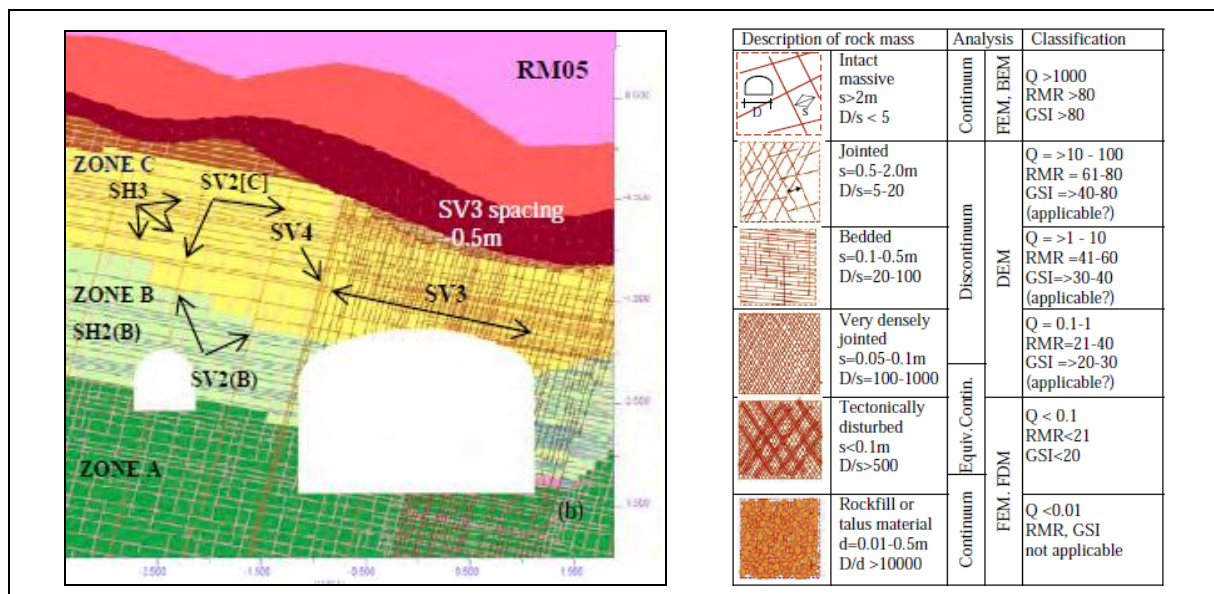 RM05
ZONE C
SH3
SV2[C]
SV4
SV3 spacing
~0.5m
SV3
ZONE B
SH2(B)
SV2(B)
ZONE A
(b)
-2.500
-1.500
-0.500
0.500
1.500
Description of rock mass Analysis Classification
D
s
Intact
massive
s>2m
D/s < 5
Continuum
FEM, BEM
Q >1000
RMR >80
GSI >80
Jointed
s=0.5-2.0m
D/s=5-20
Discontinuum
DEM
Q = >10 - 100
RMR = 61-80
GSI =>40-80
(applicable?)
Bedded
s=0.1-0.5m
D/s=20-100
Q = >1 - 10
RMR =41-60
GSI=>30-40
(applicable?)
Very densely
jointed
s=0.05-0.1m
D/s=100-1000
Q = 0.1-1
RMR=21-40
GSI =>20-30
(applicable?)
Tectonically
disturbed
s<0.1m
D/s>500
Equiv.Contin.
FEM. FDM
Q < 0.1
RMR<21
GSI<20
Rockfill or
talus material
d=0.01-0.5m
D/d >10000
Continuum
Q <0.01
RMR, GSI
not applicable